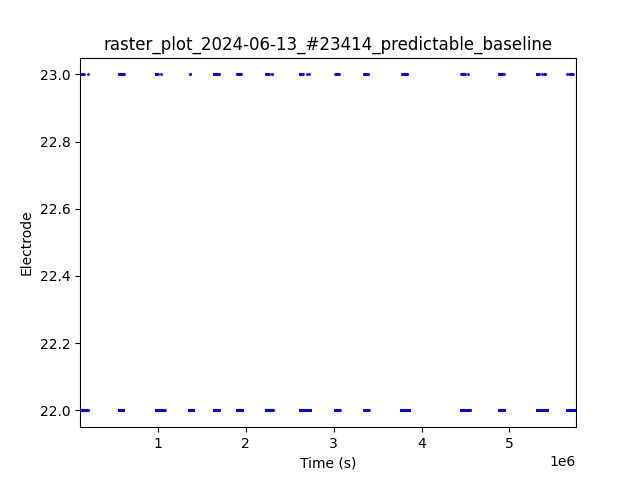 raster_plot_2024-06-13_#23414_predictable_baseline
23.0
22.8
22.6
22.4
22.2
22.0
Electrode
1 2 3 4 5
1e6
Time (s)